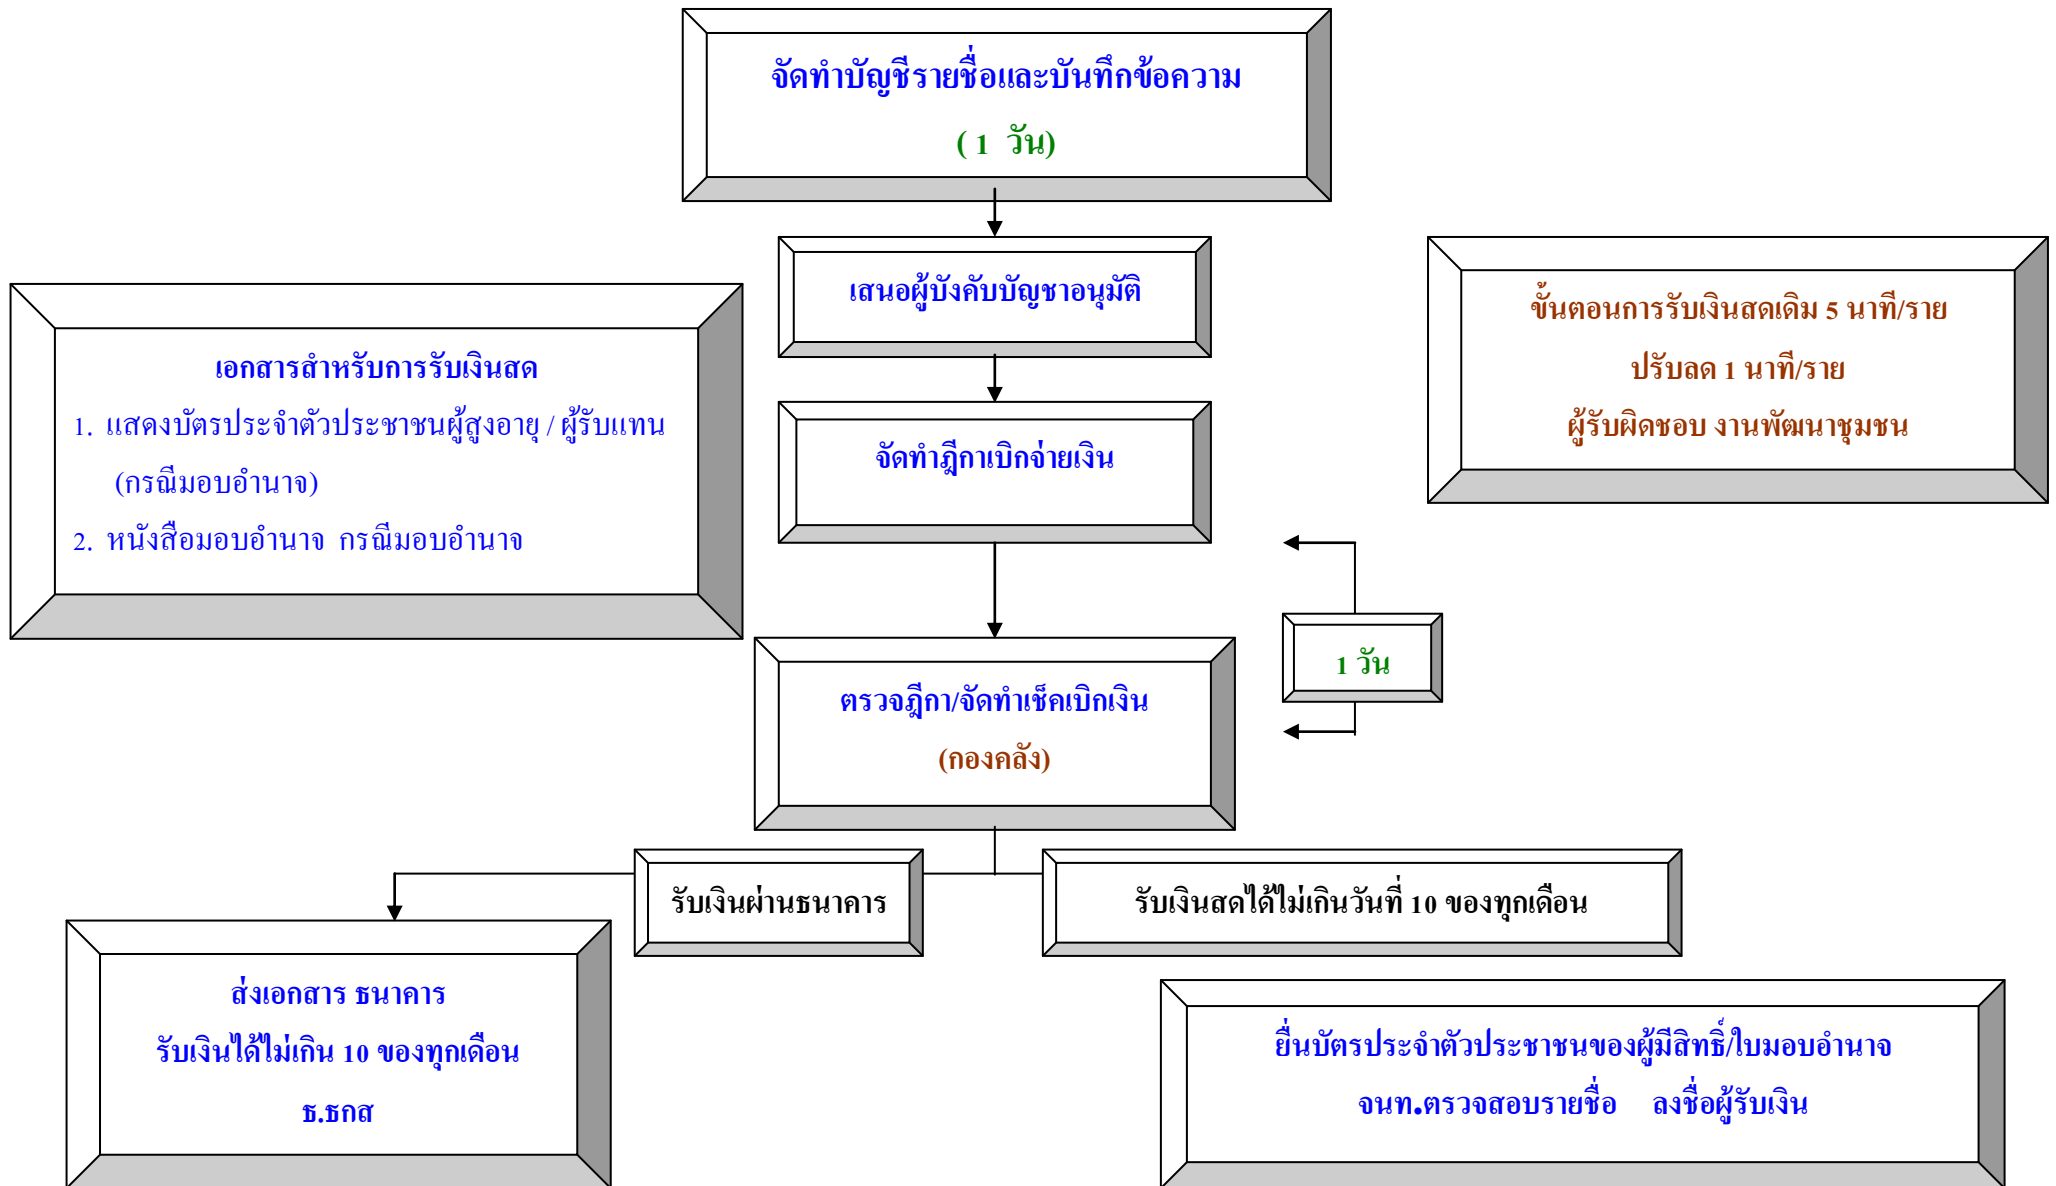 จัดทำบัญชีรายชื่อและบันทึกข้อความ
( 1 วัน)
เสนอผู้บังคับบัญชาอนุมัติ
ขั้นตอนการรับเงินสดเดิม 5 นาที/ราย
ปรับลด 1 นาที/ราย
ผู้รับผิดชอบ งานพัฒนาชุมชน
เอกสารสำหรับการรับเงินสด
1. แสดงบัตรประจำตัวประชาชนผู้สูงอายุ / ผู้รับแทน
(กรณีมอบอำนาจ)
2. หนังสือมอบอำนาจ กรณีมอบอำนาจ
จัดทำฎีกาเบิกจ่ายเงิน
1 วัน
ตรวจฎีกา/จัดทำเช็คเบิกเงิน
(กองคลัง)
รับเงินผ่านธนาคาร
รับเงินสดได้ไม่เกินวันที่ 10 ของทุกเดือน
ส่งเอกสาร ธนาคาร
รับเงินได้ไม่เกิน 10 ของทุกเดือน
ธ.ธกส
ยื่นบัตรประจำตัวประชาชนของผู้มีสิทธิ์/ใบมอบอำนาจ
จนท.ตรวจสอบรายชื่อ ลงชื่อผู้รับเงิน